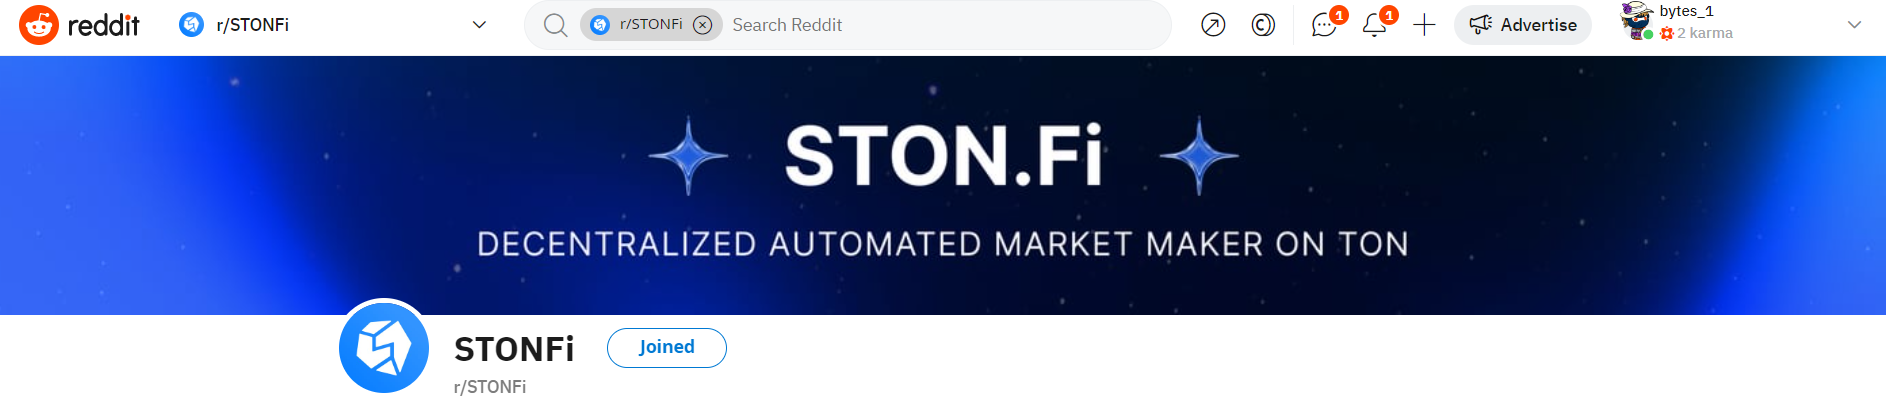 reddit
r/STONFi
r/STONFi
Search Reddit
1
1
Advertise
bytes_1
2 karma
STON.Fi
DECENTRALIZED AUTOMATED MARKET MAKER ON TON
STONFi
Joined
r/STONFi